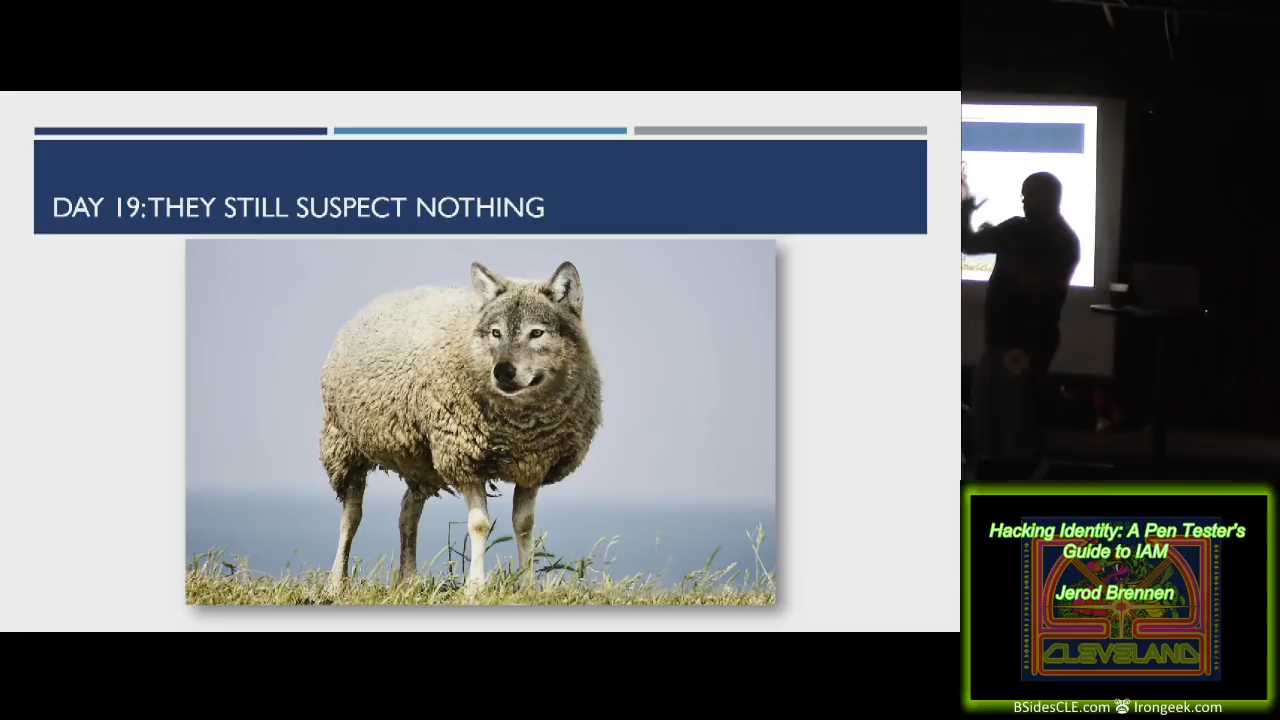 DAY 19: THEY STILL SUSPECT NOTHING
Hacking Identity: A Pen Tester's
Guide to IAM
Jerod Brennen
CLEVELAND
BSidesCLE.com Irongeek.com